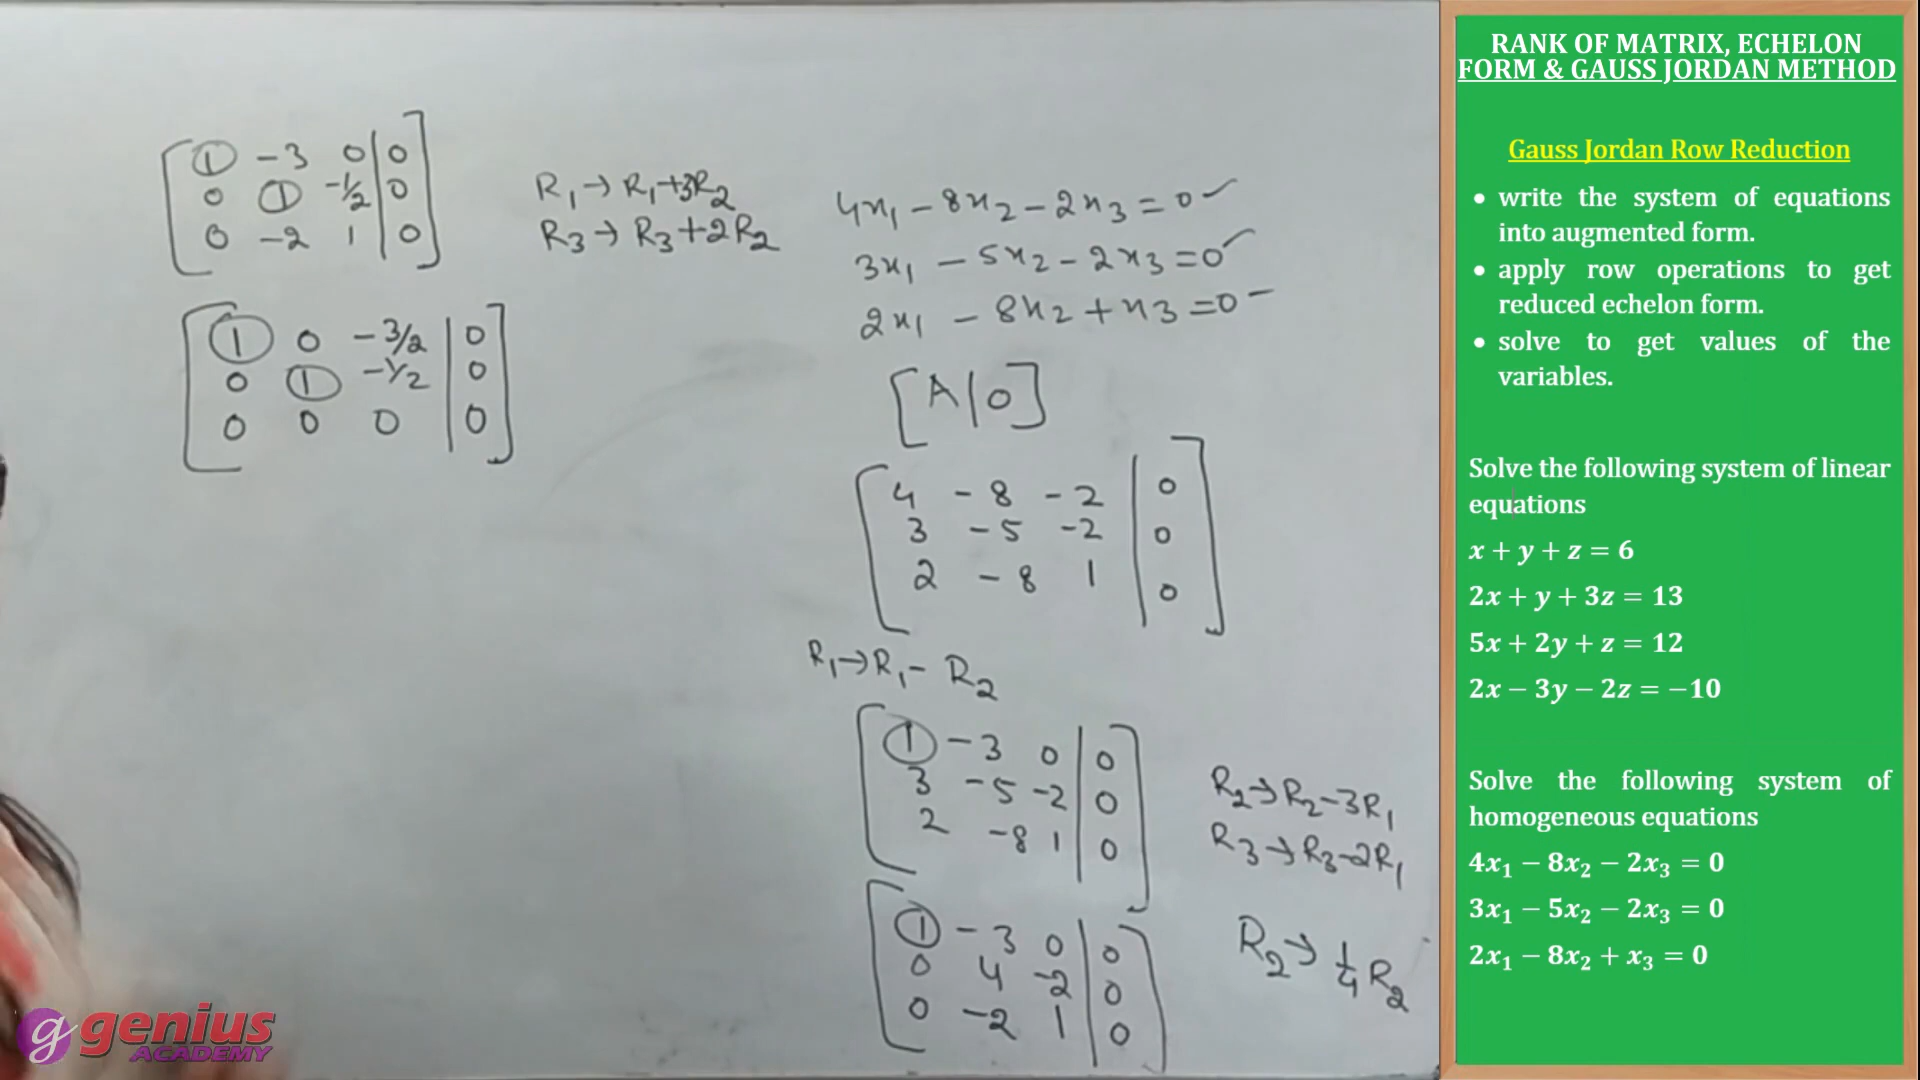 1 -3 0 | 0
0 1 -1/2 | 0
0 -2 1 | 0
R1 → R1+3R2
R3 → R3+2R2
1 0 -3/2 | 0
0 1 -1/2 | 0
0 0 0 | 0
4x1 - 8x2 - 2x3 = 0
3x1 - 5x2 - 2x3 = 0
2x1 - 8x2 + x3 = 0
[A|0]
4 -8 -2 | 0
3 -5 -2 | 0
2 -8 1 | 0
R1 → R1 - R2
1 -3 0 | 0
3 -5 -2 | 0
2 -8 1 | 0
R2 → R2-3R1
R3 → R3-2R1
1 -3 0 | 0
0 4 -2 | 0
0 -2 1 | 0
R2 → 1/4 R2
g genius
ACADEMY
RANK OF MATRIX, ECHELON
FORM & GAUSS JORDAN METHOD
Gauss Jordan Row Reduction
• write the system of equations
into augmented form.
• apply row operations to get
reduced echelon form.
• solve to get values of the
variables.
Solve the following system of linear
equations
x + y + z = 6
2x + y + 3z = 13
5x + 2y + z = 12
2x − 3y − 2z = −10
Solve the following system of
homogeneous equations
4x1 − 8x2 − 2x3 = 0
3x1 − 5x2 − 2x3 = 0
2x1 − 8x2 + x3 = 0